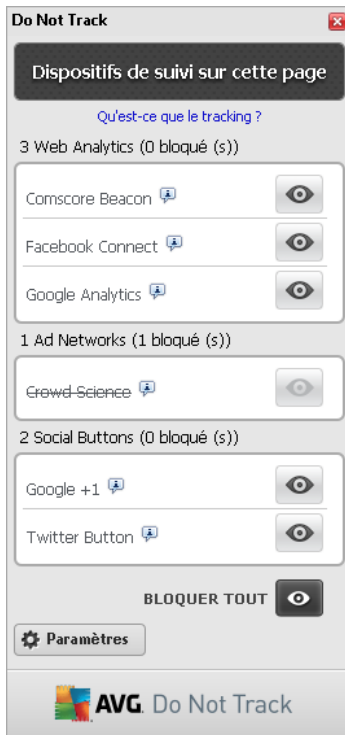 Do Not Track
Dispositifs de suivi sur cette page
Qu'est-ce que le tracking ?
3 Web Analytics (0 bloqué (s))
Comscore Beacon
Facebook Connect
Google Analytics
1 Ad Networks (1 bloqué (s))
Crowd Science
2 Social Buttons (0 bloqué (s))
Google +1
Twitter Button
BLOQUER TOUT
Paramètres
AVG. Do Not Track